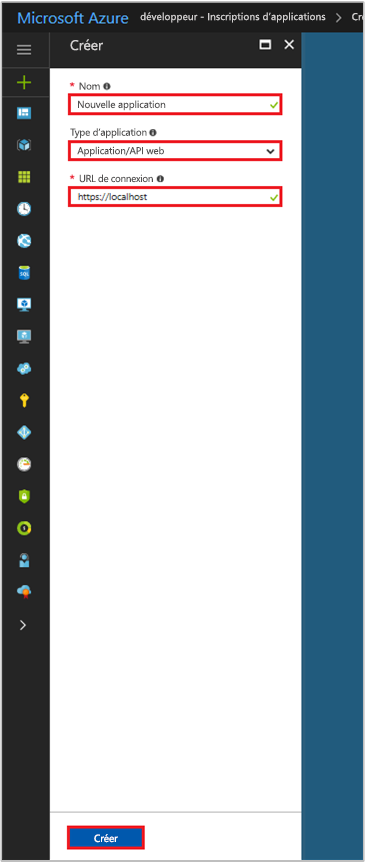 Microsoft Azure développeur - Inscriptions d'applications > Cr
Créer
* Nom
Nouvelle application
Type d'application
Application/API web
* URL de connexion
https://localhost
SQL
Créer